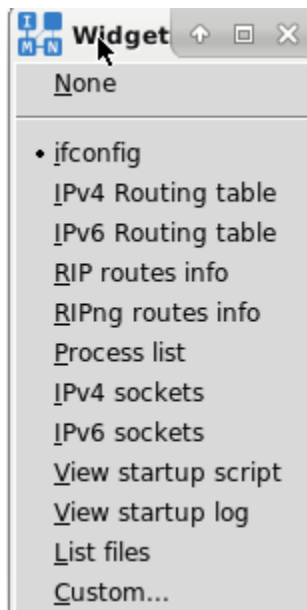 I
M-N
Widget
None
ifconfig
IPv4 Routing table
IPv6 Routing table
RIP routes info
RIPng routes info
Process list
IPv4 sockets
IPv6 sockets
View startup script
View startup log
List files
Custom...